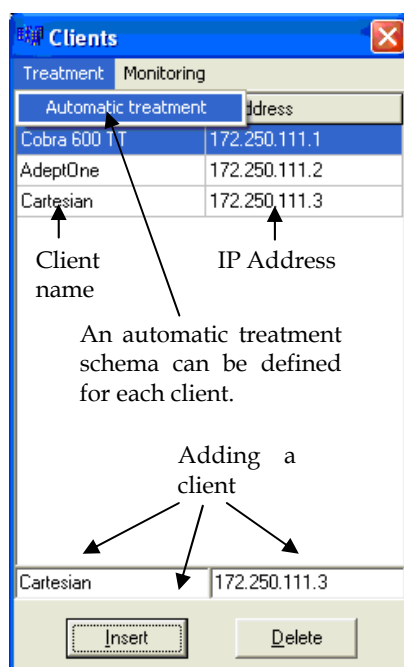 Clients
Treatment Monitoring
Automatic treatment ddress
Cobra 600 TT 172.250.111.1
AdeptOne 172.250.111.2
Cartesian 172.250.111.3
Client name
IP Address
An automatic treatment
schema can be defined
for each client.
Adding a
client
Cartesian 172.250.111.3
Insert Delete